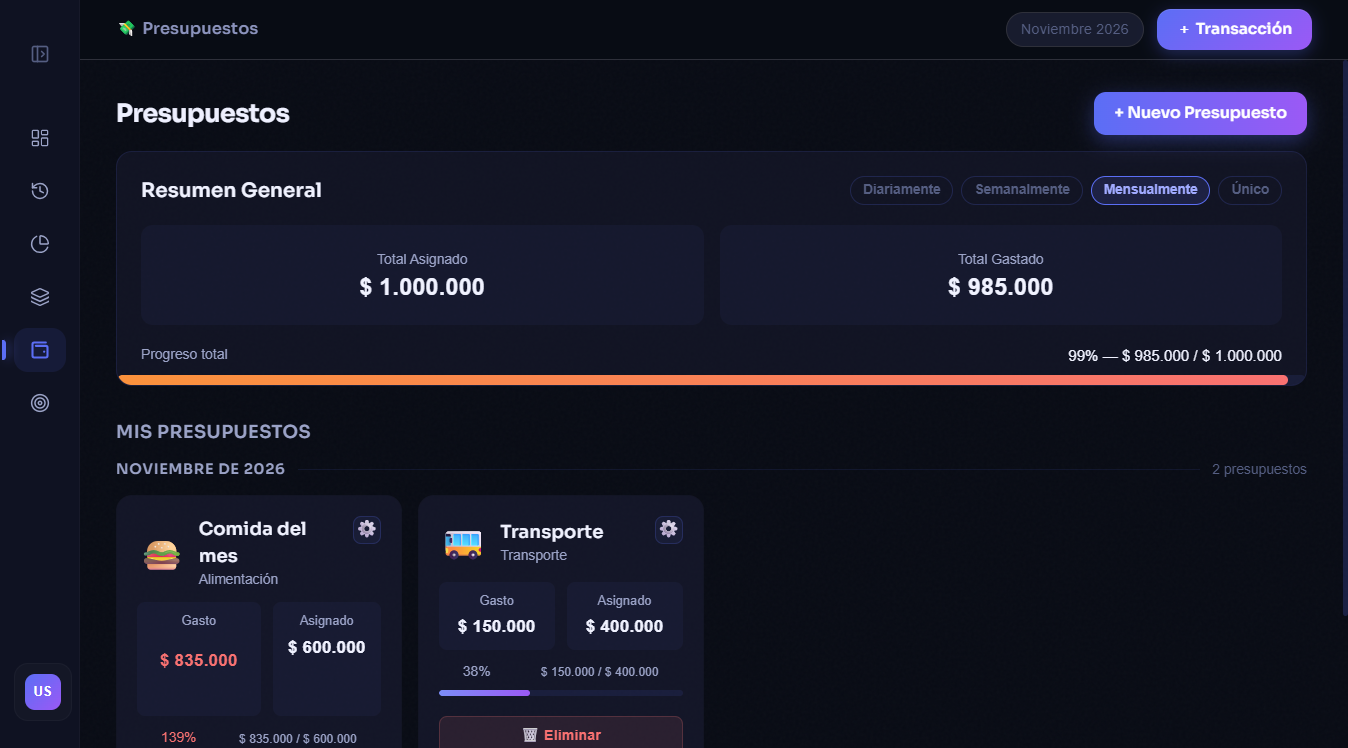 Presupuestos
Noviembre 2026
+ Transacción
Presupuestos
+ Nuevo Presupuesto
Resumen General
Diariamente
Semanalmente
Mensualmente
Único
Total Asignado
$ 1.000.000
Total Gastado
$ 985.000
Progreso total
99% — $ 985.000 / $ 1.000.000
MIS PRESUPUESTOS
NOVIEMBRE DE 2026
2 presupuestos
Comida del
mes
Alimentación
Gasto
$ 835.000
Asignado
$ 600.000
139%
$ 835.000 / $ 600.000
Transporte
Transporte
Gasto
$ 150.000
Asignado
$ 400.000
38%
$ 150.000 / $ 400.000
Eliminar
US